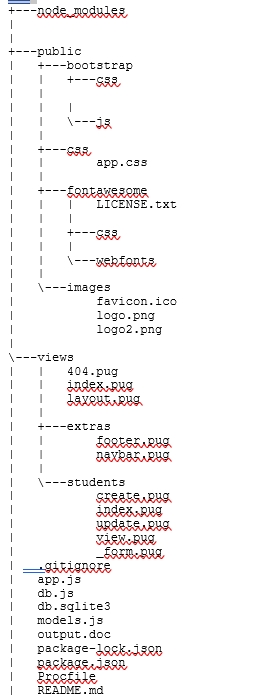 +---node_modules
|
|
+---public
|   +---bootstrap
|   |   +---css
|   |
|   |   |
|   |   \---js
|   |
|   +---css
|   |       app.css
|   |
|   +---fontawesome
|   |   |   LICENSE.txt
|   |   |
|   |   +---css
|   |   |
|   |   \---webfonts
|   |
|   \---images
|           favicon.ico
|           logo.png
|           logo2.png
|
\---views
|   |   404.pug
|   |   index.pug
|   |   layout.pug
|   |
|   +---extras
|   |       footer.pug
|   |       navbar.pug
|   |
|   \---students
|           create.pug
|           index.pug
|           update.pug
|           view.pug
|           _form.pug
|   .gitignore
|   app.js
|   db.js
|   db.sqlite3
|   models.js
|   output.doc
|   package-lock.json
|   package.json
|   Procfile
|   README.md